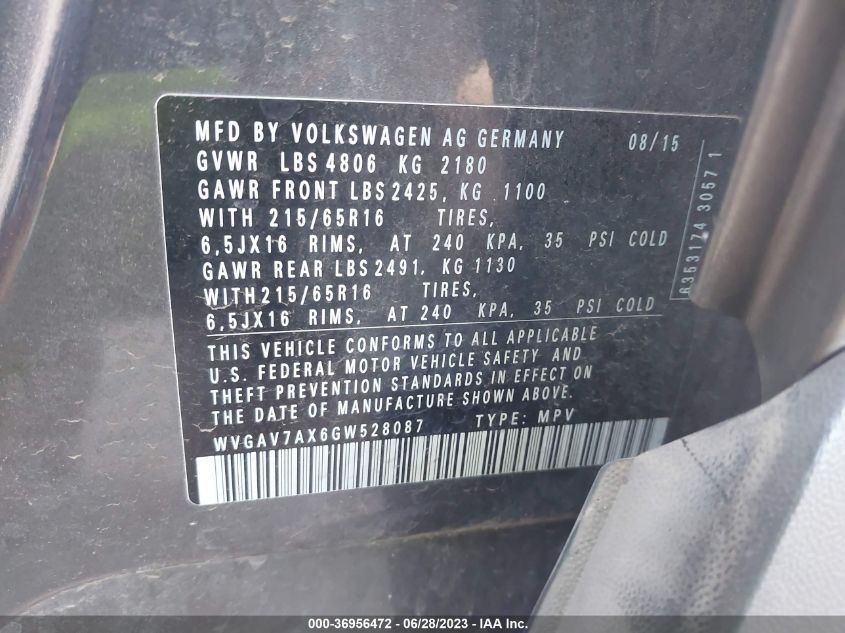 MFD BY VOLKSWAGEN AG GERMANY 08/15
GVWR LBS 4806 KG 2180
GAWR FRONT LBS 2425, KG 1100
WITH 215/65R16 TIRES,
6,5JX16 RIMS, AT 240 KPA, 35 PSI COLD
GAWR REAR LBS 2491, KG 1130
WITH 215/65R16 TIRES,
6,5JX16 RIMS, AT 240 KPA, 35 PSI COLD
THIS VEHICLE CONFORMS TO ALL APPLICABLE
U.S. FEDERAL MOTOR VEHICLE SAFETY AND
THEFT PREVENTION STANDARDS IN EFFECT ON
THE DATE OF MANUFACTURE SHOWN ABOVE.
WVGAV7AX6GW528087 TYPE: MPV
3057 1
000-36956472 / 06/28/2023 / IAA Inc.